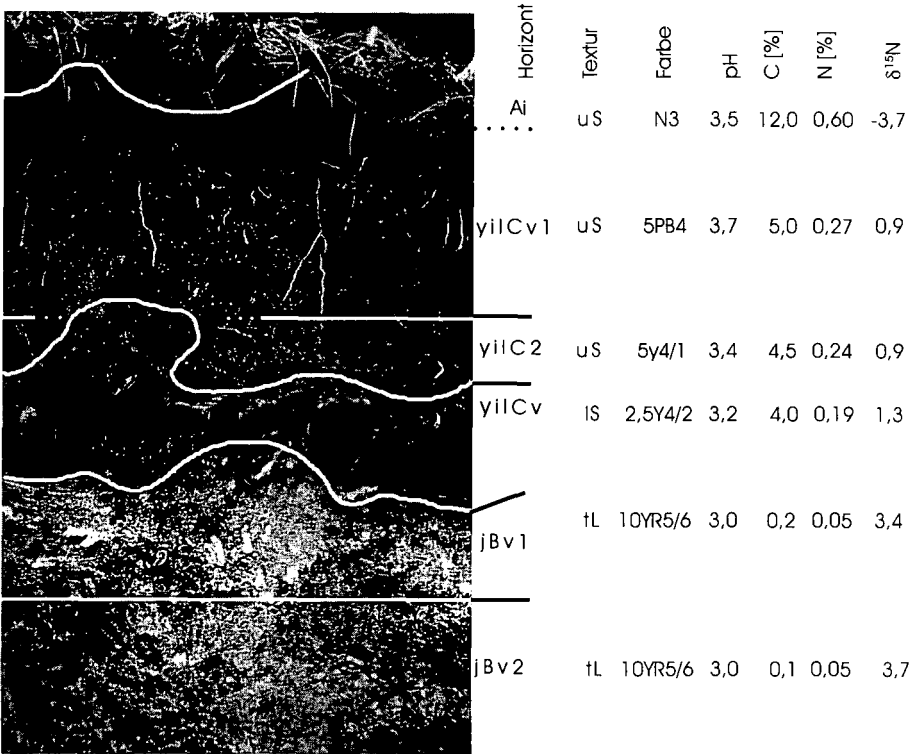 Horizont Textur Farbe pH C [%] N [%] δ¹⁵N
Ai uS N3 3,5 12,0 0,60 -3,7
yilCv1 uS 5PB4 3,7 5,0 0,27 0,9
yilC2 uS 5y4/1 3,4 4,5 0,24 0,9
yilCv lS 2,5Y4/2 3,2 4,0 0,19 1,3
jBv1 tL 10YR5/6 3,0 0,2 0,05 3,4
jBv2 tL 10YR5/6 3,0 0,1 0,05 3,7